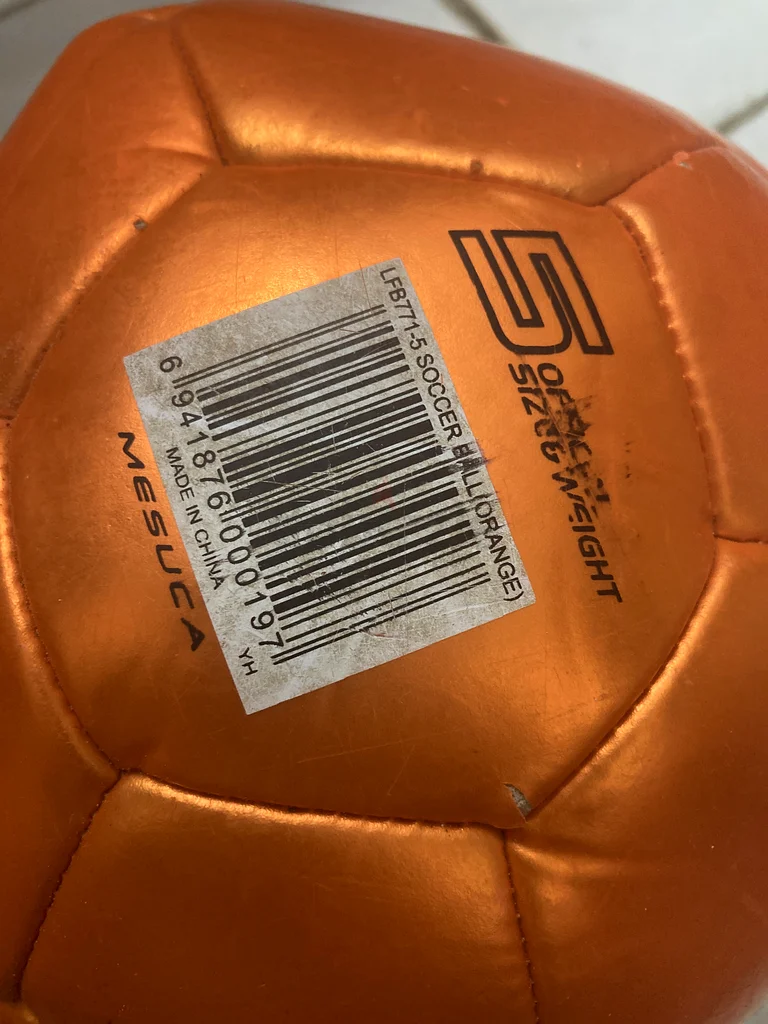 5
OFFICIAL
SIZE & WEIGHT
LFB771-5 SOCCER BALL(ORANGE)
6 941876 000197
MADE IN CHINA
YH
MESUCA